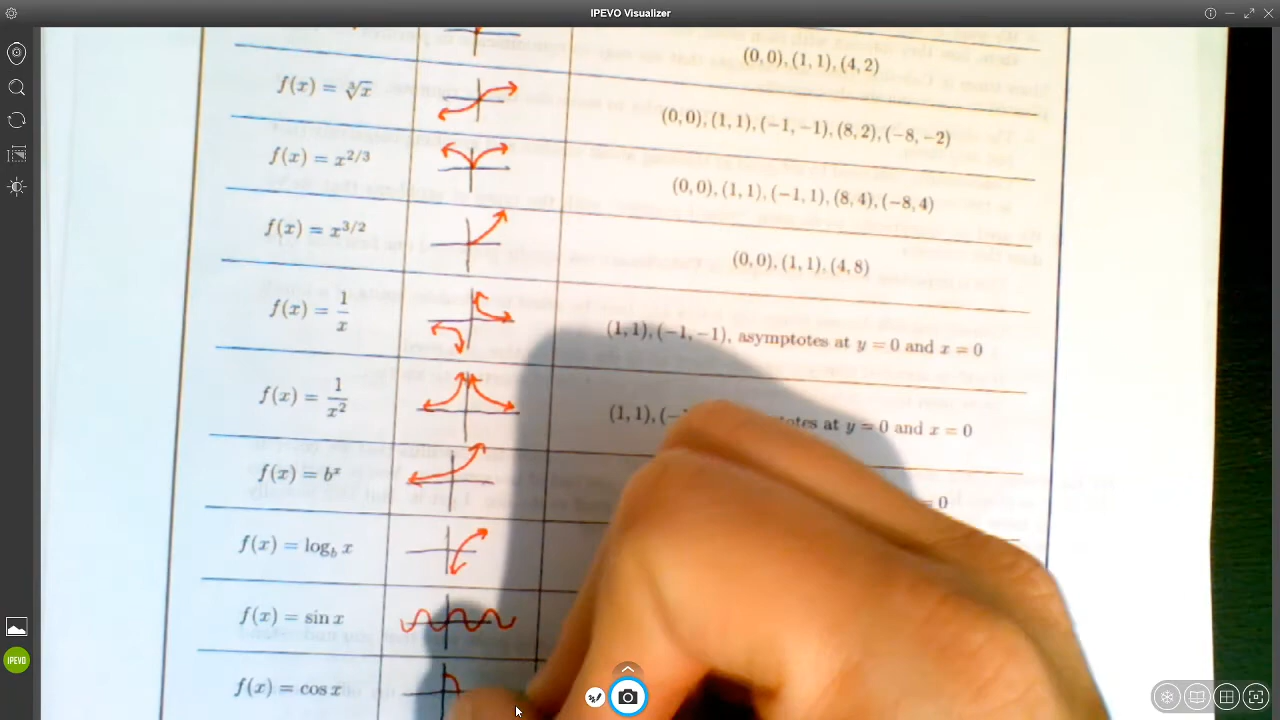 IPEVO Visualizer
(0, 0), (1, 1), (4, 2)
f(x) = ∛x
(0, 0), (1, 1), (−1, −1), (8, 2), (−8, −2)
f(x) = x^{2/3}
(0, 0), (1, 1), (−1, 1), (8, 4), (−8, 4)
f(x) = x^{3/2}
(0, 0), (1, 1), (4, 8)
f(x) = 1/x
(1, 1), (−1, −1), asymptotes at y = 0 and x = 0
f(x) = 1/x²
(1, 1), (− at y = 0 and x = 0
f(x) = bˣ
= 0
f(x) = log_b x
f(x) = sin x
f(x) = cos x
IPEVO